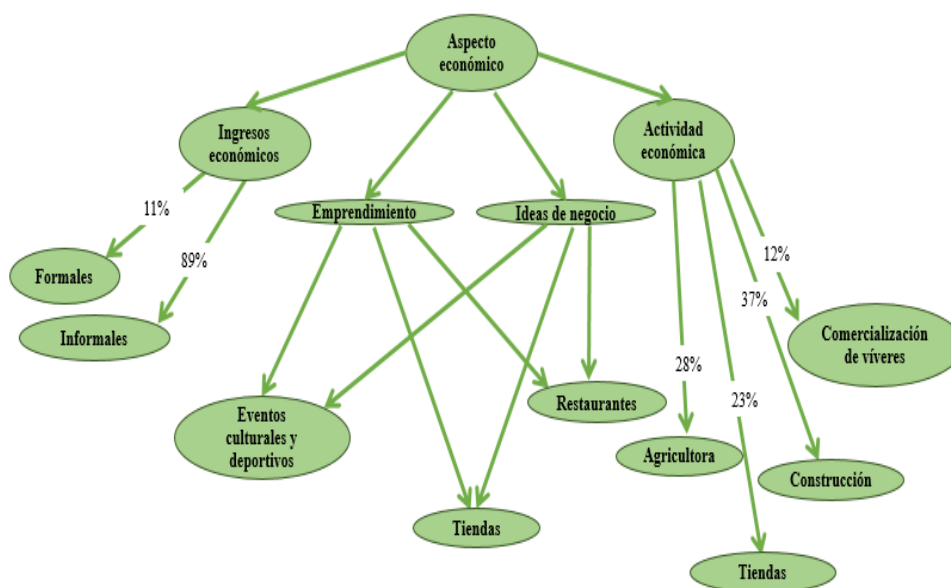 Aspecto
económico
Ingresos
económicos
Actividad
económica
Emprendimiento
Ideas de negocio
11%
89%
12%
37%
28%
23%
Formales
Informales
Comercialización
de víveres
Eventos
culturales y
deportivos
Restaurantes
Agricultora
Construcción
Tiendas
Tiendas